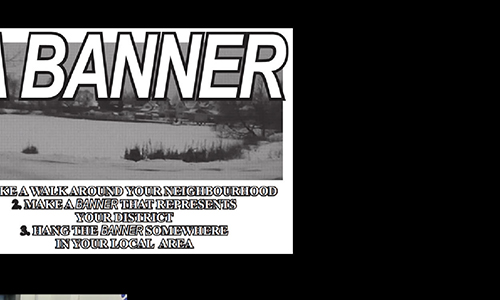 A BANNER
KE A WALK AROUND YOUR NEIGHBOURHOOD
2. MAKE A BANNER THAT REPRESENTS
YOUR DISTRICT
3. HANG THE BANNER SOMEWHERE
IN YOUR LOCAL AREA